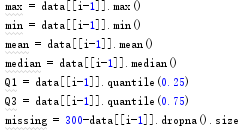 max = data[[i-1]].max()
min = data[[i-1]].min()
mean = data[[i-1]].mean()
median = data[[i-1]].median()
Q1 = data[[i-1]].quantile(0.25)
Q3 = data[[i-1]].quantile(0.75)
missing = 300-data[[i-1]].dropna().size